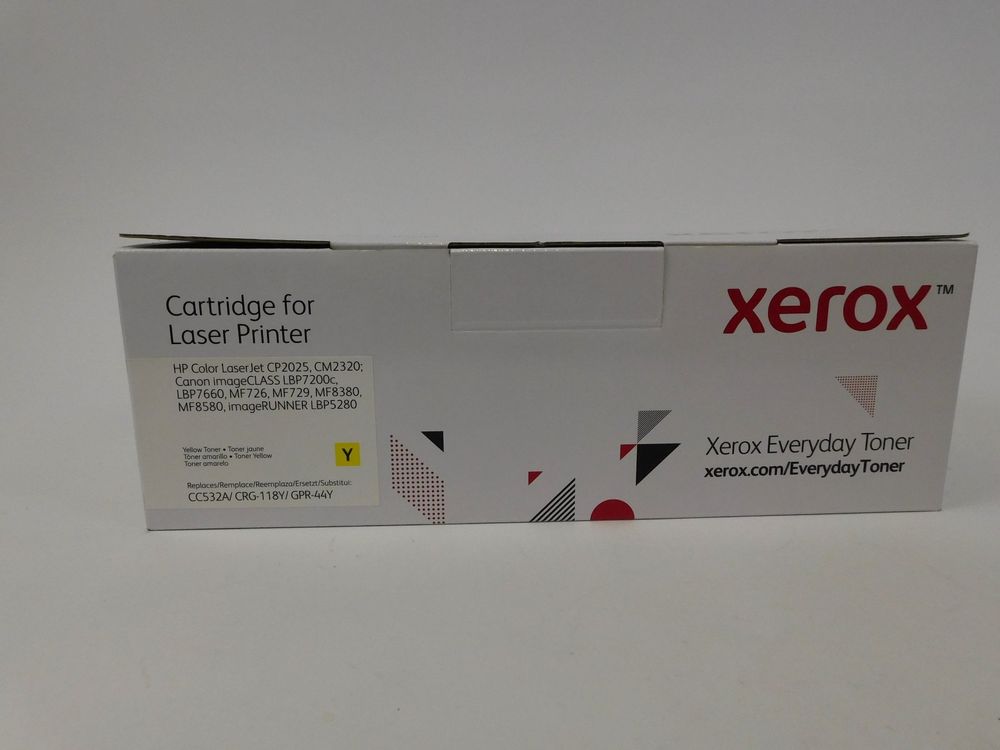 Cartridge for
Laser Printer
HP Color LaserJet CP2025, CM2320;
Canon imageCLASS LBP7200c,
LBP7660, MF726, MF729, MF8380,
MF8580, imageRUNNER LBP5280
Yellow Toner • Toner jaune
Tóner amarillo • Toner Yellow
Toner amarelo
Y
Replaces/Remplace/Reemplaza/Ersetzt/Substitui:
CC532A/ CRG-118Y/ GPR-44Y
xerox™
Xerox Everyday Toner
xerox.com/EverydayToner